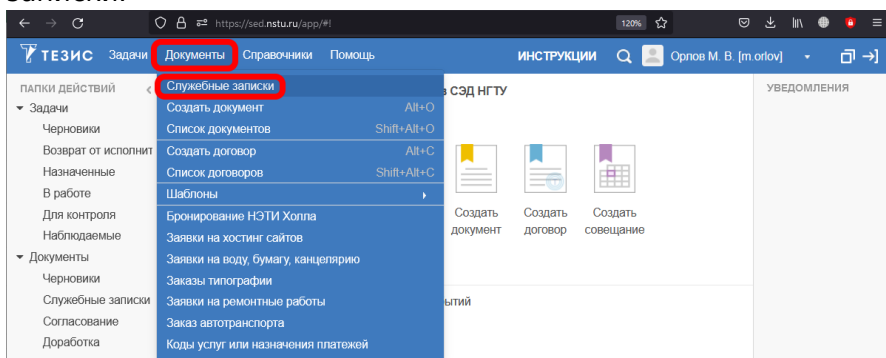 https://sed.nstu.ru/app/#!
120%
ТЕЗИС Задачи Документы Справочники Помощь ИНСТРУКЦИИ Орлов М. В. [m.orlov]
ПАПКИ ДЕЙСТВИЙ
Задачи
Черновики
Возврат от исполнит
Назначенные
В работе
Для контроля
Наблюдаемые
Документы
Черновики
Служебные записки
Согласование
Доработка
Служебные записки
Создать документ Alt+O
Список документов Shift+Alt+O
Создать договор Alt+C
Список договоров Shift+Alt+C
Шаблоны
Бронирование НЭТИ Холла
Заявки на хостинг сайтов
Заявки на воду, бумагу, канцелярию
Заказы типографии
Заявки на ремонтные работы
Заказ автотранспорта
Коды услуг или назначения платежей
в СЭД НГТУ
Создать документ
Создать договор
Создать совещание
ытий
УВЕДОМЛЕНИЯ